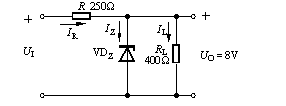 R 250Ω
+ +
I_R I_Z I_L
U_I VD_Z R_L U_O = 8V
400Ω